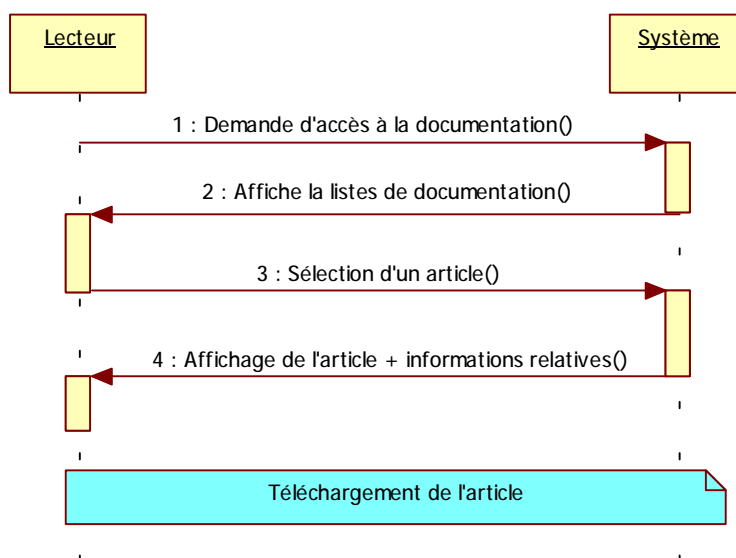 Lecteur
Système
1 : Demande d'accès à la documentation()
2 : Affiche la listes de documentation()
3 : Sélection d'un article()
4 : Affichage de l'article + informations relatives()
Téléchargement de l'article